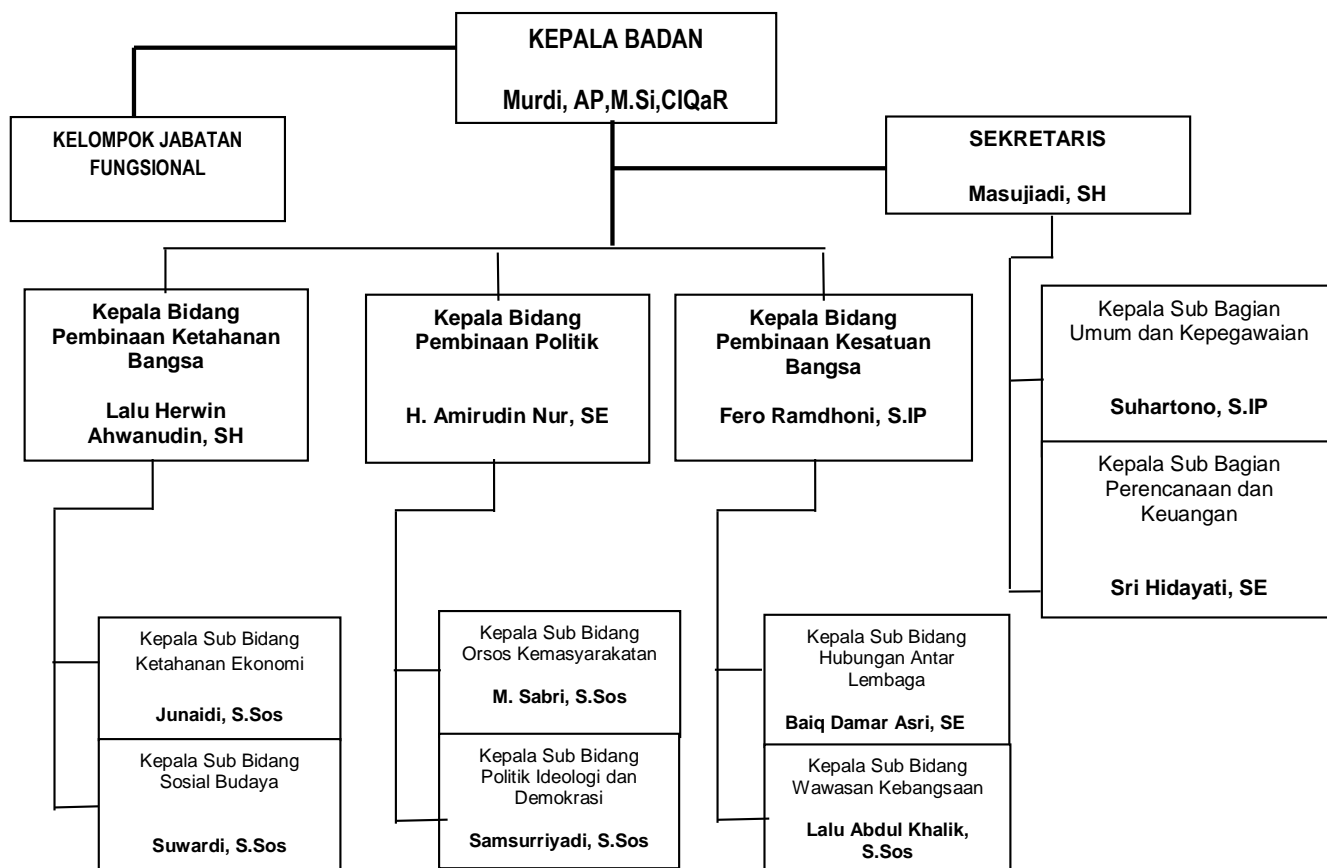 KEPALA BADAN
Murdi, AP,M.Si,CIQaR
KELOMPOK JABATAN
FUNGSIONAL
SEKRETARIS
Masujiadi, SH
Kepala Bidang
Pembinaan Ketahanan
Bangsa
Lalu Herwin
Ahwanudin, SH
Kepala Bidang
Pembinaan Politik
H. Amirudin Nur, SE
Kepala Bidang
Pembinaan Kesatuan
Bangsa
Fero Ramdhoni, S.IP
Kepala Sub Bagian
Umum dan Kepegawaian
Suhartono, S.IP
Kepala Sub Bagian
Perencanaan dan
Keuangan
Sri Hidayati, SE
Kepala Sub Bidang
Ketahanan Ekonomi
Junaidi, S.Sos
Kepala Sub Bidang
Sosial Budaya
Suwardi, S.Sos
Kepala Sub Bidang
Orsos Kemasyarakatan
M. Sabri, S.Sos
Kepala Sub Bidang
Politik Ideologi dan
Demokrasi
Samsurriyadi, S.Sos
Kepala Sub Bidang
Hubungan Antar
Lembaga
Baiq Damar Asri, SE
Kepala Sub Bidang
Wawasan Kebangsaan
Lalu Abdul Khalik,
S.Sos